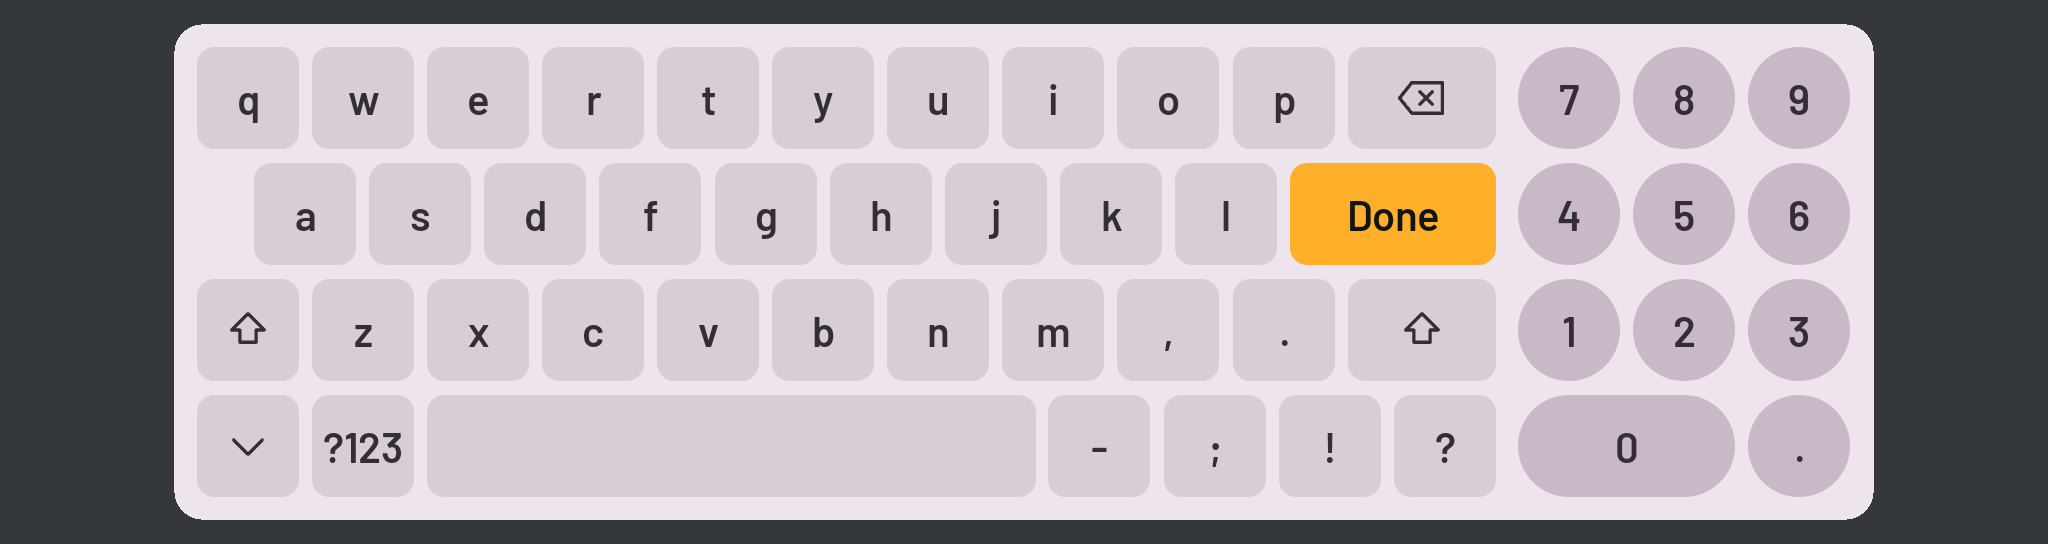 q w e r t y u i o p 7 8 9
a s d f g h j k l Done 4 5 6
z x c v b n m , . 1 2 3
?123 - ; ! ? 0 .